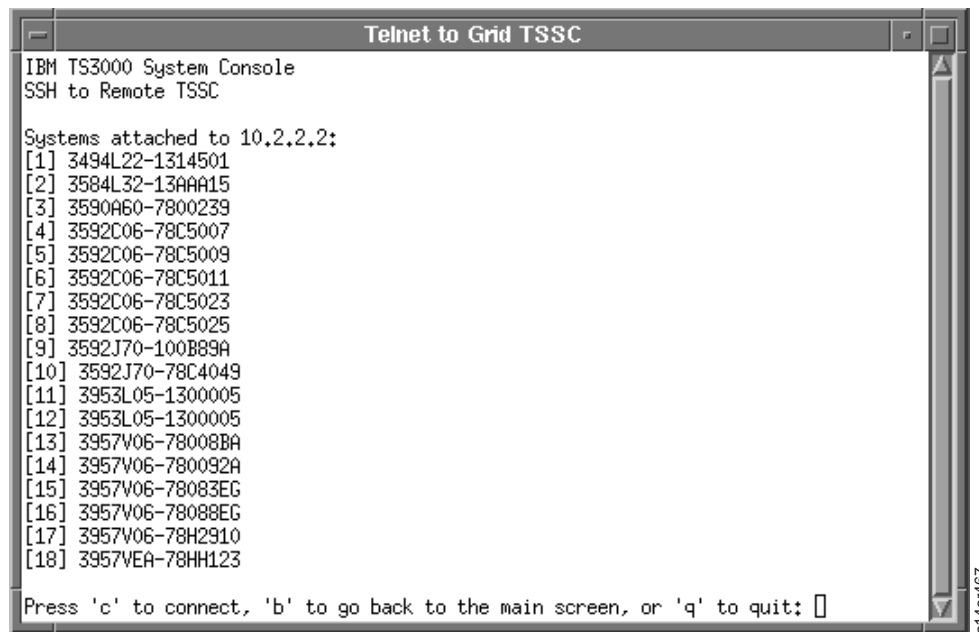 Telnet to Grid TSSC
IBM TS3000 System Console
SSH to Remote TSSC
Systems attached to 10.2.2.2:
[1] 3494L22-1314501
[2] 3584L32-13AAA15
[3] 3590A60-7800239
[4] 3592C06-78C5007
[5] 3592C06-78C5009
[6] 3592C06-78C5011
[7] 3592C06-78C5023
[8] 3592C06-78C5025
[9] 3592J70-100B89A
[10] 3592J70-78C4049
[11] 3953L05-1300005
[12] 3953L05-1300005
[13] 3957V06-78008BA
[14] 3957V06-780092A
[15] 3957V06-78083EG
[16] 3957V06-78088EG
[17] 3957V06-78H2910
[18] 3957VEA-78HH123
Press 'c' to connect, 'b' to go back to the main screen, or 'q' to quit: